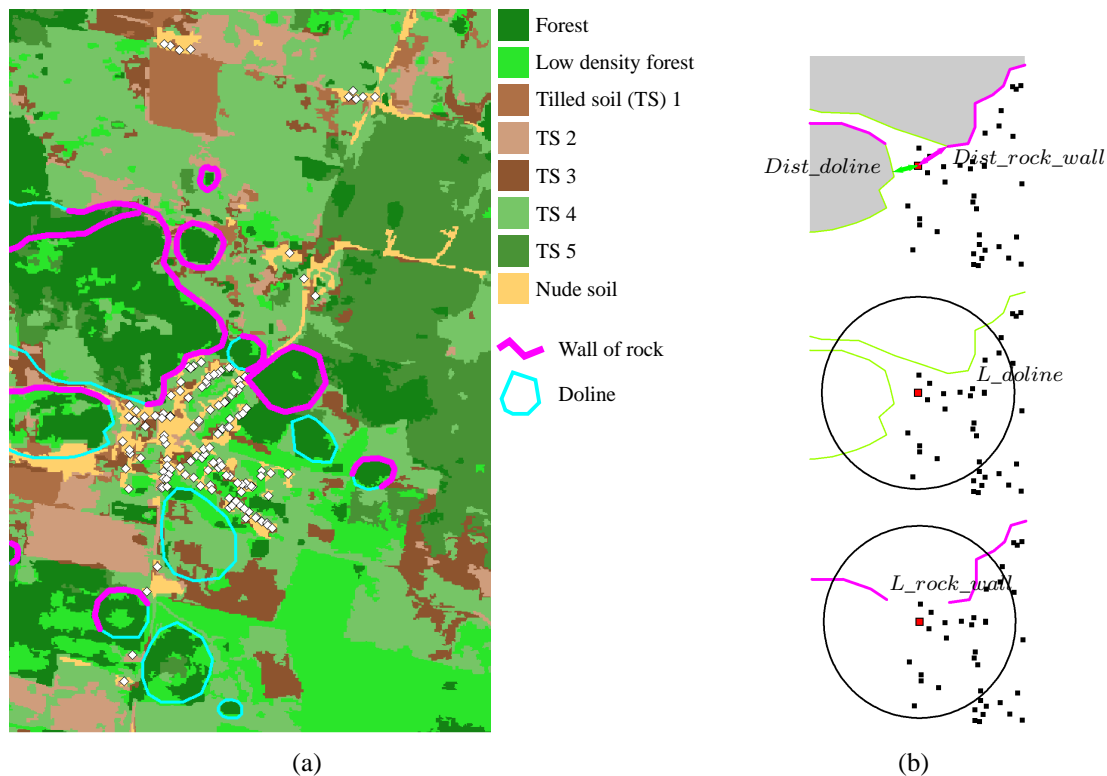 Forest
Low density forest
Tilled soil (TS) 1
TS 2
TS 3
TS 4
TS 5
Nude soil
Wall of rock
Doline
(a)
Dist_doline
Dist_rock_wall
L_doline
L_rock_wall
(b)